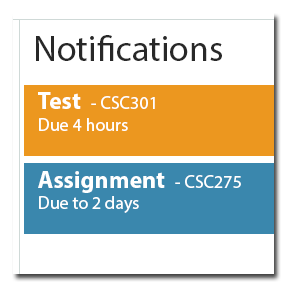 Notifications
Test - CSC301
Due 4 hours
Assignment - CSC275
Due to 2 days